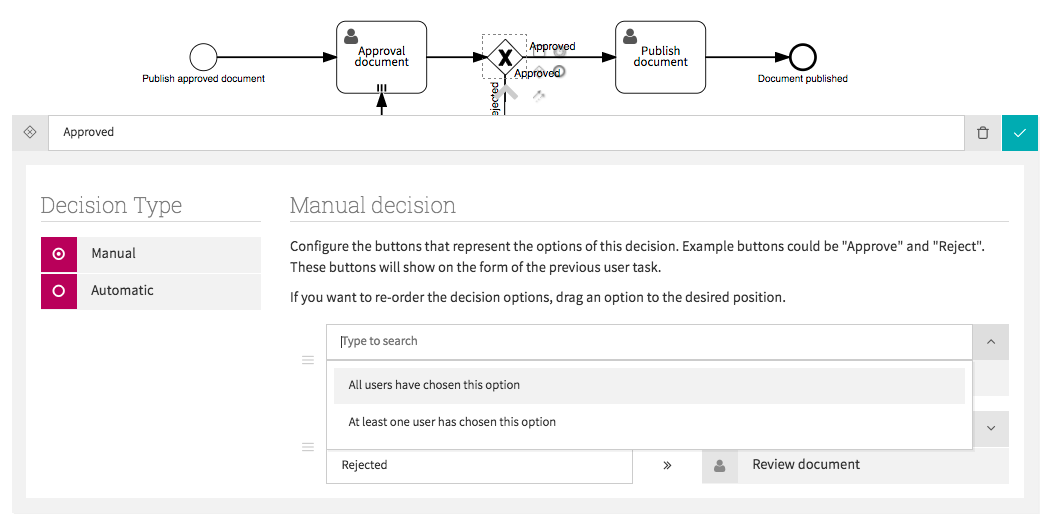 Approval
document
Approved
Publish
document
Publish approved document
Approved
Document published
Approved
Decision Type
Manual decision
Manual
Automatic
Configure the buttons that represent the options of this decision. Example buttons could be "Approve" and "Reject".
These buttons will show on the form of the previous user task.
If you want to re-order the decision options, drag an option to the desired position.
Type to search
All users have chosen this option
At least one user has chosen this option
Rejected
Review document